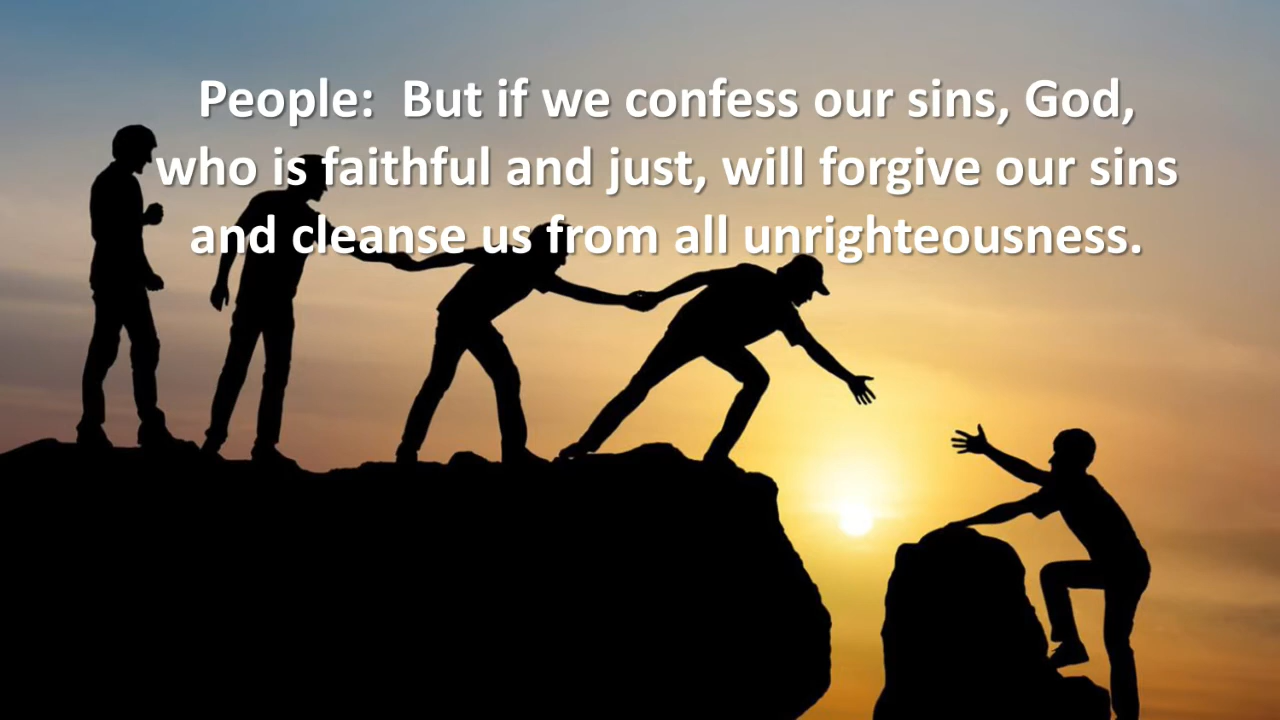 People:  But if we confess our sins, God,
who is faithful and just, will forgive our sins
and cleanse us from all unrighteousness.